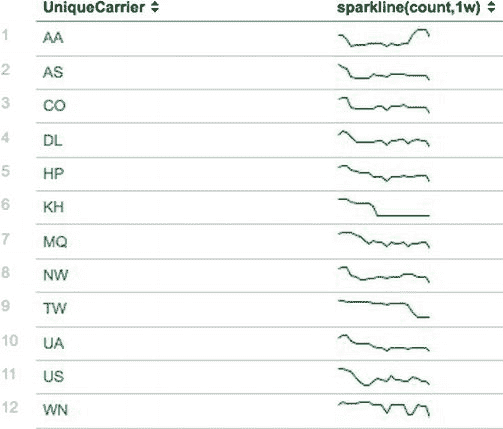 UniqueCarrier sparkline(count,1w)
1 AA
2 AS
3 CO
4 DL
5 HP
6 KH
7 MQ
8 NW
9 TW
10 UA
11 US
12 WN